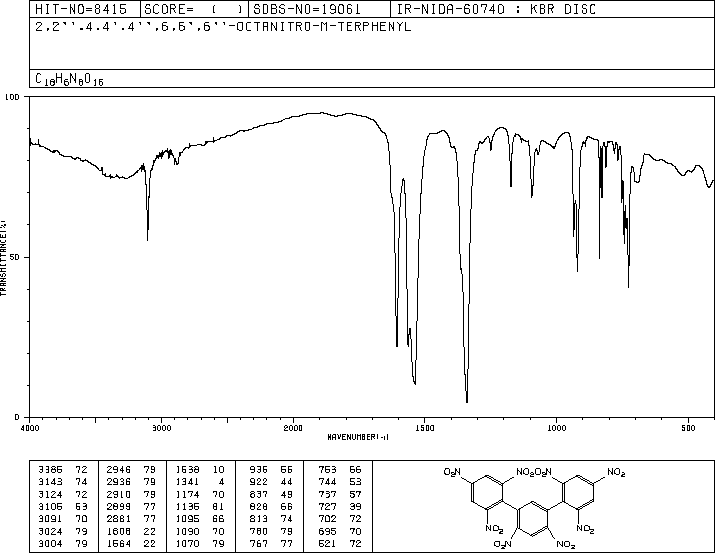 HIT-NO=8415 SCORE= ( ) SDBS-NO=19061 IR-NIDA-60740 : KBR DISC
2,2'',4,4',4'',6,6',6''-OCTANITRO-M-TERPHENYL
C18H6N8O16
100
50
0
TRANSMITTANCE(%)
4000 3000 2000 1500 1000 500
WAVENUMBER(-1)
3385 72 2946 79 1538 10 936 55 753 56
3143 74 2936 79 1341 4 922 44 744 53
3124 72 2910 79 1174 70 837 49 737 57
3105 53 2899 77 1135 81 828 66 727 39
3091 70 2881 77 1095 66 813 74 702 72
3024 79 1608 22 1090 70 780 79 695 70
3004 79 1564 22 1070 79 767 77 521 72
O2N NO2 O2N NO2
NO2 O2N NO2 NO2